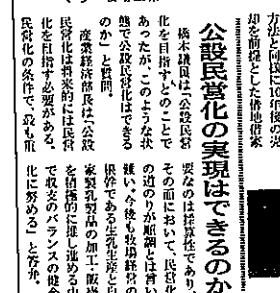 方法と同様に10年後の売
却を前提とした借地借家
公設民営化の実現はできるのか
橋本議員は「公設民営
化を目指すとのことで
あったが、このような状
態で公設民営化はできる
のか」と質問。
産業経済部長は「公設
民営化は将来的には民営
化を目指す必要がある。
民営化の条件で、最も重
要なのは採算性であり、
その面において、民営化
の道のりが順調とは言い
難い。今後も牧場経営の
根幹である生乳生産と自
家製乳製品の加工・販売
を積極的に推し進める中
で収支のバランスの健全
化に努める」と答弁。